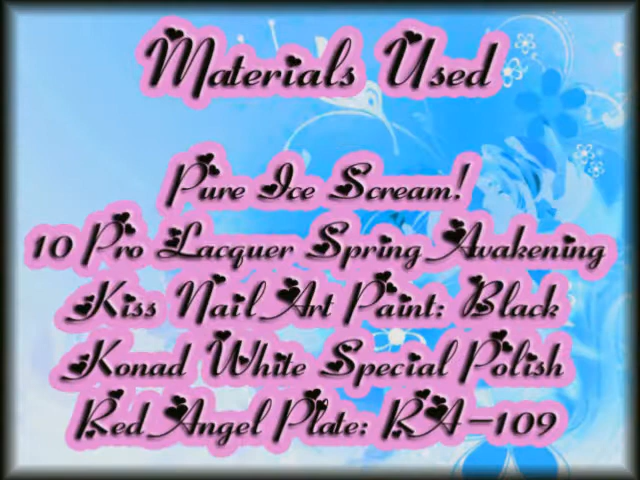 Materials Used
Pure Ice Scream!
10 Pro Lacquer Spring Awakening
Kiss Nail Art Paint: Black
Konad White Special Polish
Red Angel Plate: RA-109